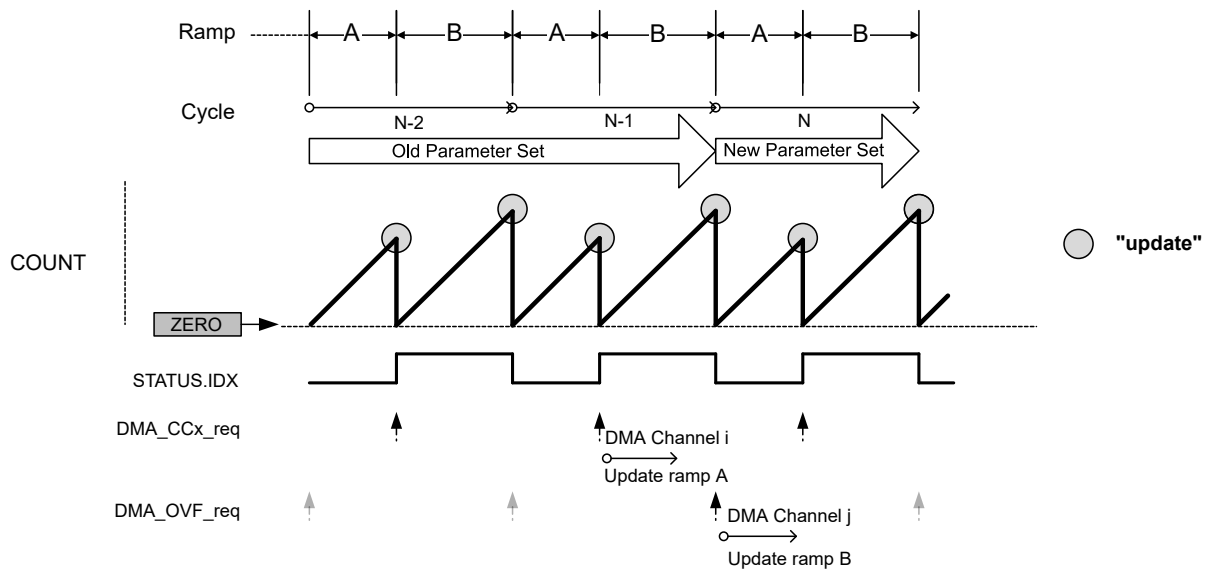 Ramp A B A B A B
Cycle
N-2 N-1 N
Old Parameter Set New Parameter Set
"update"
COUNT
ZERO
STATUS.IDX
DMA_CCx_req
DMA Channel i
Update ramp A
DMA_OVF_req
DMA Channel j
Update ramp B